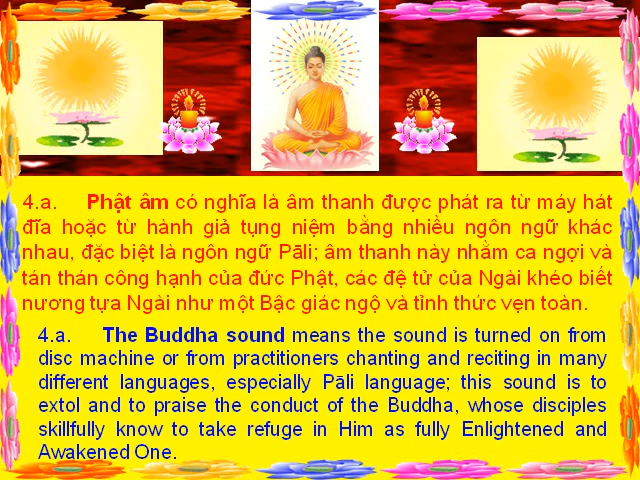 4.a. Phật âm có nghĩa là âm thanh được phát ra từ máy hát
đĩa hoặc từ hành giả tụng niệm bằng nhiều ngôn ngữ khác
nhau, đặc biệt là ngôn ngữ Pāli; âm thanh này nhằm ca ngợi và
tán thán công hạnh của đức Phật, các đệ tử của Ngài khéo biết
nương tựa Ngài như một Bậc giác ngộ và tỉnh thức vẹn toàn.
4.a. The Buddha sound means the sound is turned on from
disc machine or from practitioners chanting and reciting in many
different languages, especially Pāli language; this sound is to
extol and to praise the conduct of the Buddha, whose disciples
skillfully know to take refuge in Him as fully Enlightened and
Awakened One.